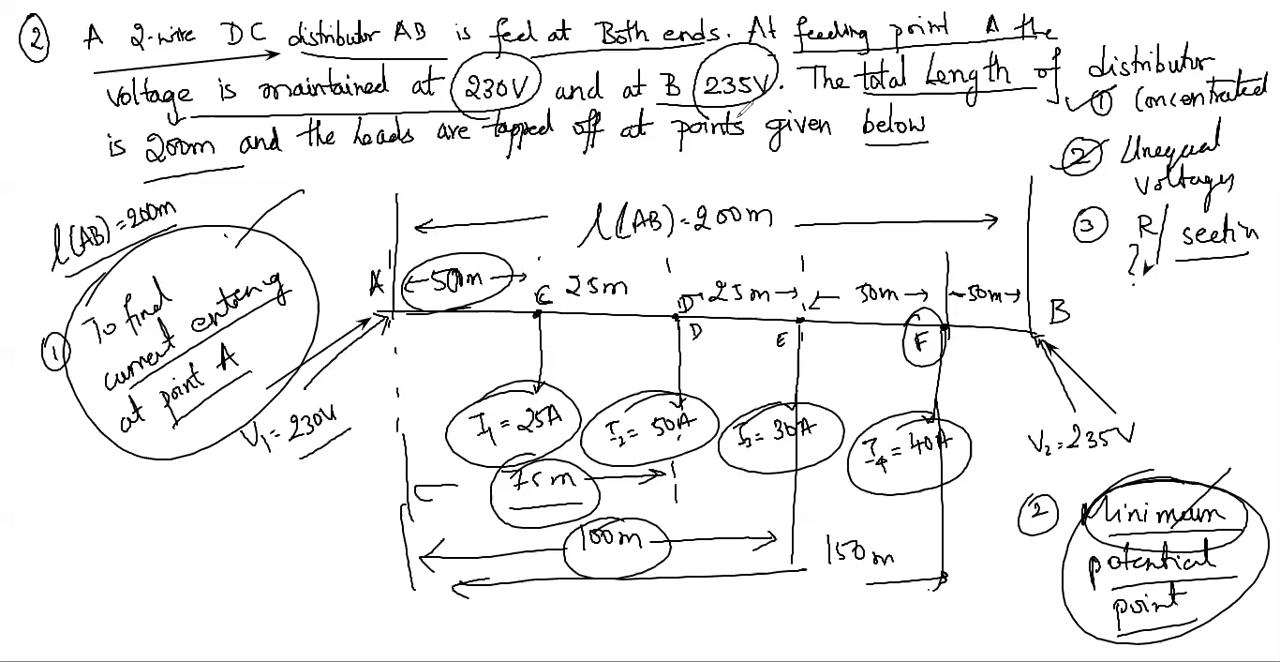 ② A 2-wire DC distributor AB is feel at Both ends. At feeding point A the
voltage is maintained at 230V and at B 235V. The total Length of distributor
is 200m and the Loads are tapped off at points given below
① Concentrated
② Unequal
Voltages
③ R/section
?
l(AB)=200m
l(AB)=200m
① To find
current entering
at point A
A
50m
C
25m
D
25m
50m
50m
B
D
E
F
V₁=230V
I₁=25A
I₂=50A
I₃=30A
I₄=40A
V₂=235V
75m
100m
150m
② Minimum
potential
point